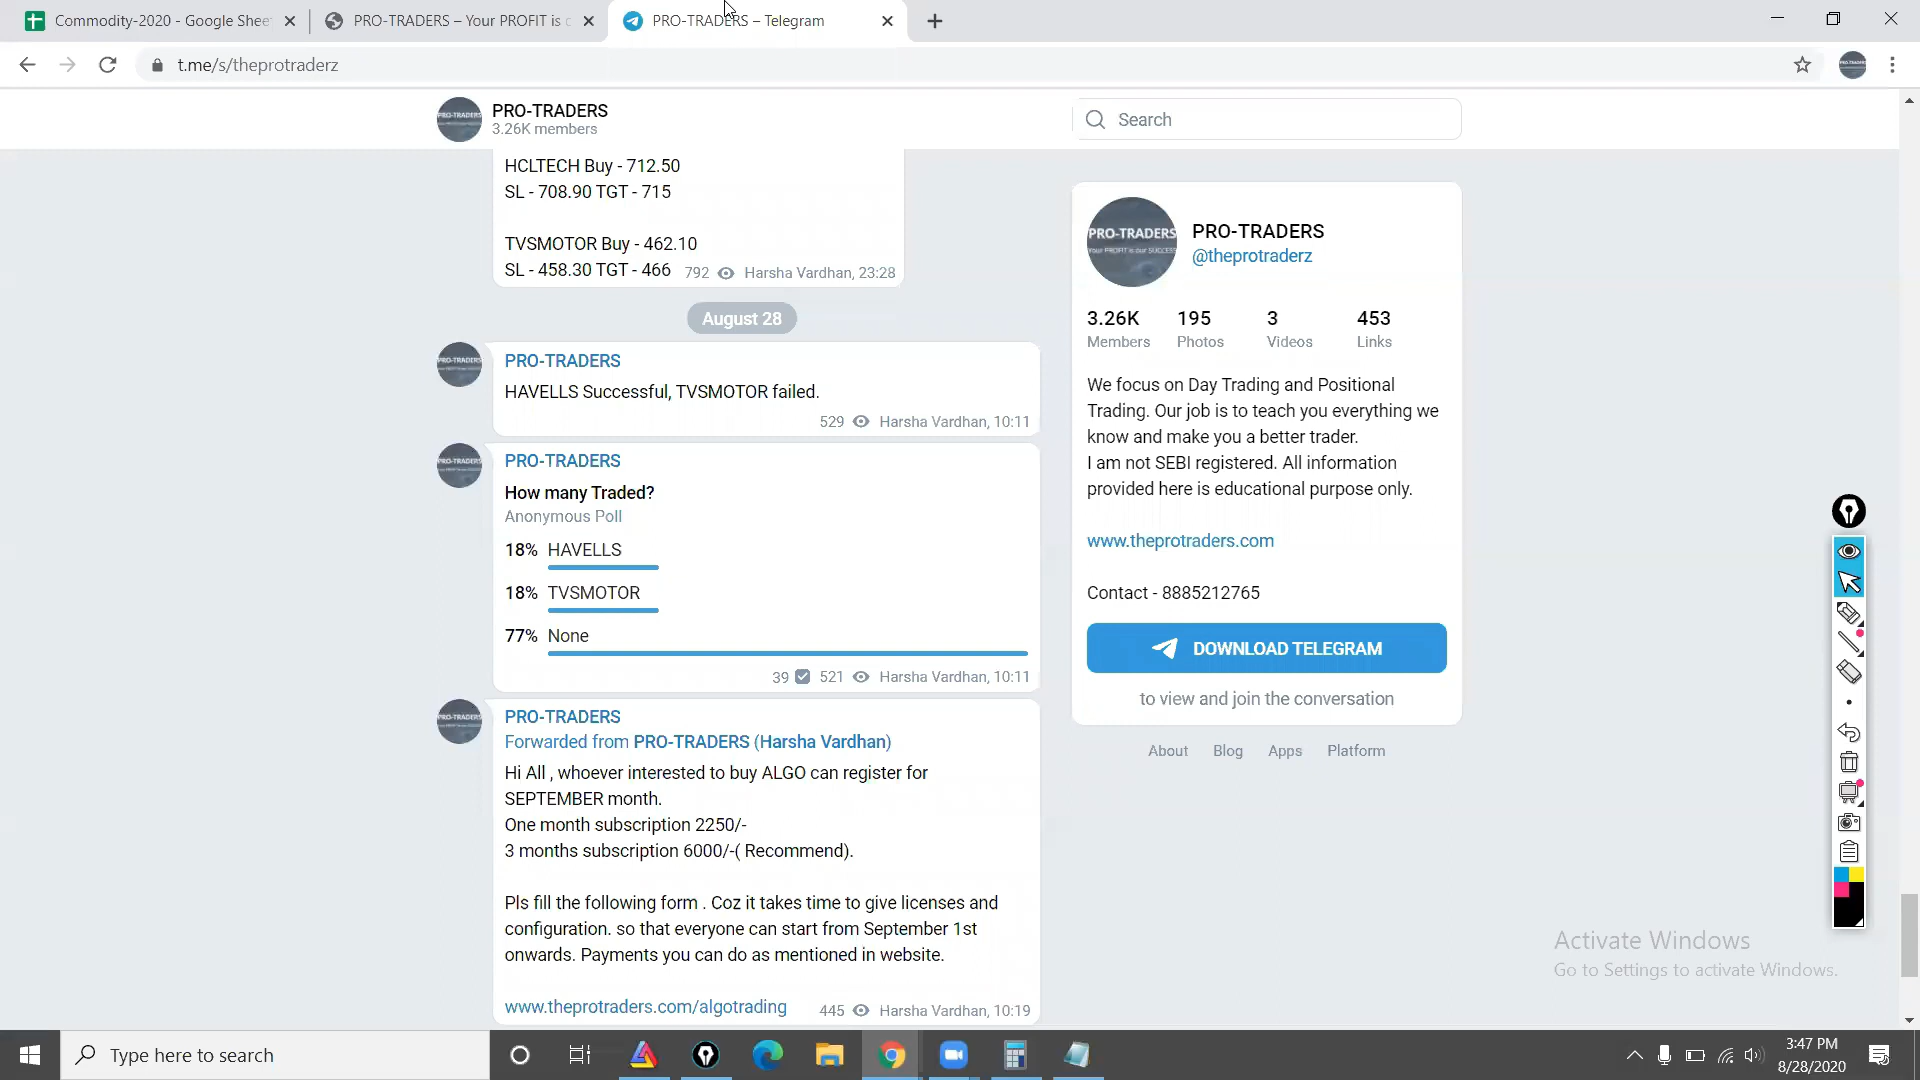 Commodity-2020 - Google Shee
PRO-TRADERS – Your PROFIT is
PRO-TRADERS – Telegram
t.me/s/theprotraderz
PRO-TRADERS
3.26K members
Search
HCLTECH Buy - 712.50
SL - 708.90 TGT - 715
TVSMOTOR Buy - 462.10
SL - 458.30 TGT - 466 792 Harsha Vardhan, 23:28
August 28
PRO-TRADERS
HAVELLS Successful, TVSMOTOR failed.
529 Harsha Vardhan, 10:11
PRO-TRADERS
How many Traded?
Anonymous Poll
18% HAVELLS
18% TVSMOTOR
77% None
39 521 Harsha Vardhan, 10:11
PRO-TRADERS
Forwarded from PRO-TRADERS (Harsha Vardhan)
Hi All , whoever interested to buy ALGO can register for
SEPTEMBER month.
One month subscription 2250/-
3 months subscription 6000/-( Recommend).
Pls fill the following form . Coz it takes time to give licenses and
configuration. so that everyone can start from September 1st
onwards. Payments you can do as mentioned in website.
www.theprotraders.com/algotrading 445 Harsha Vardhan, 10:19
PRO-TRADERS
Your PROFIT is our SUCCESS
PRO-TRADERS
@theprotraderz
3.26K 195 3 453
Members Photos Videos Links
We focus on Day Trading and Positional
Trading. Our job is to teach you everything we
know and make you a better trader.
I am not SEBI registered. All information
provided here is educational purpose only.
www.theprotraders.com
Contact - 8885212765
DOWNLOAD TELEGRAM
to view and join the conversation
About Blog Apps Platform
Activate Windows
Go to Settings to activate Windows.
Type here to search
3:47 PM
8/28/2020